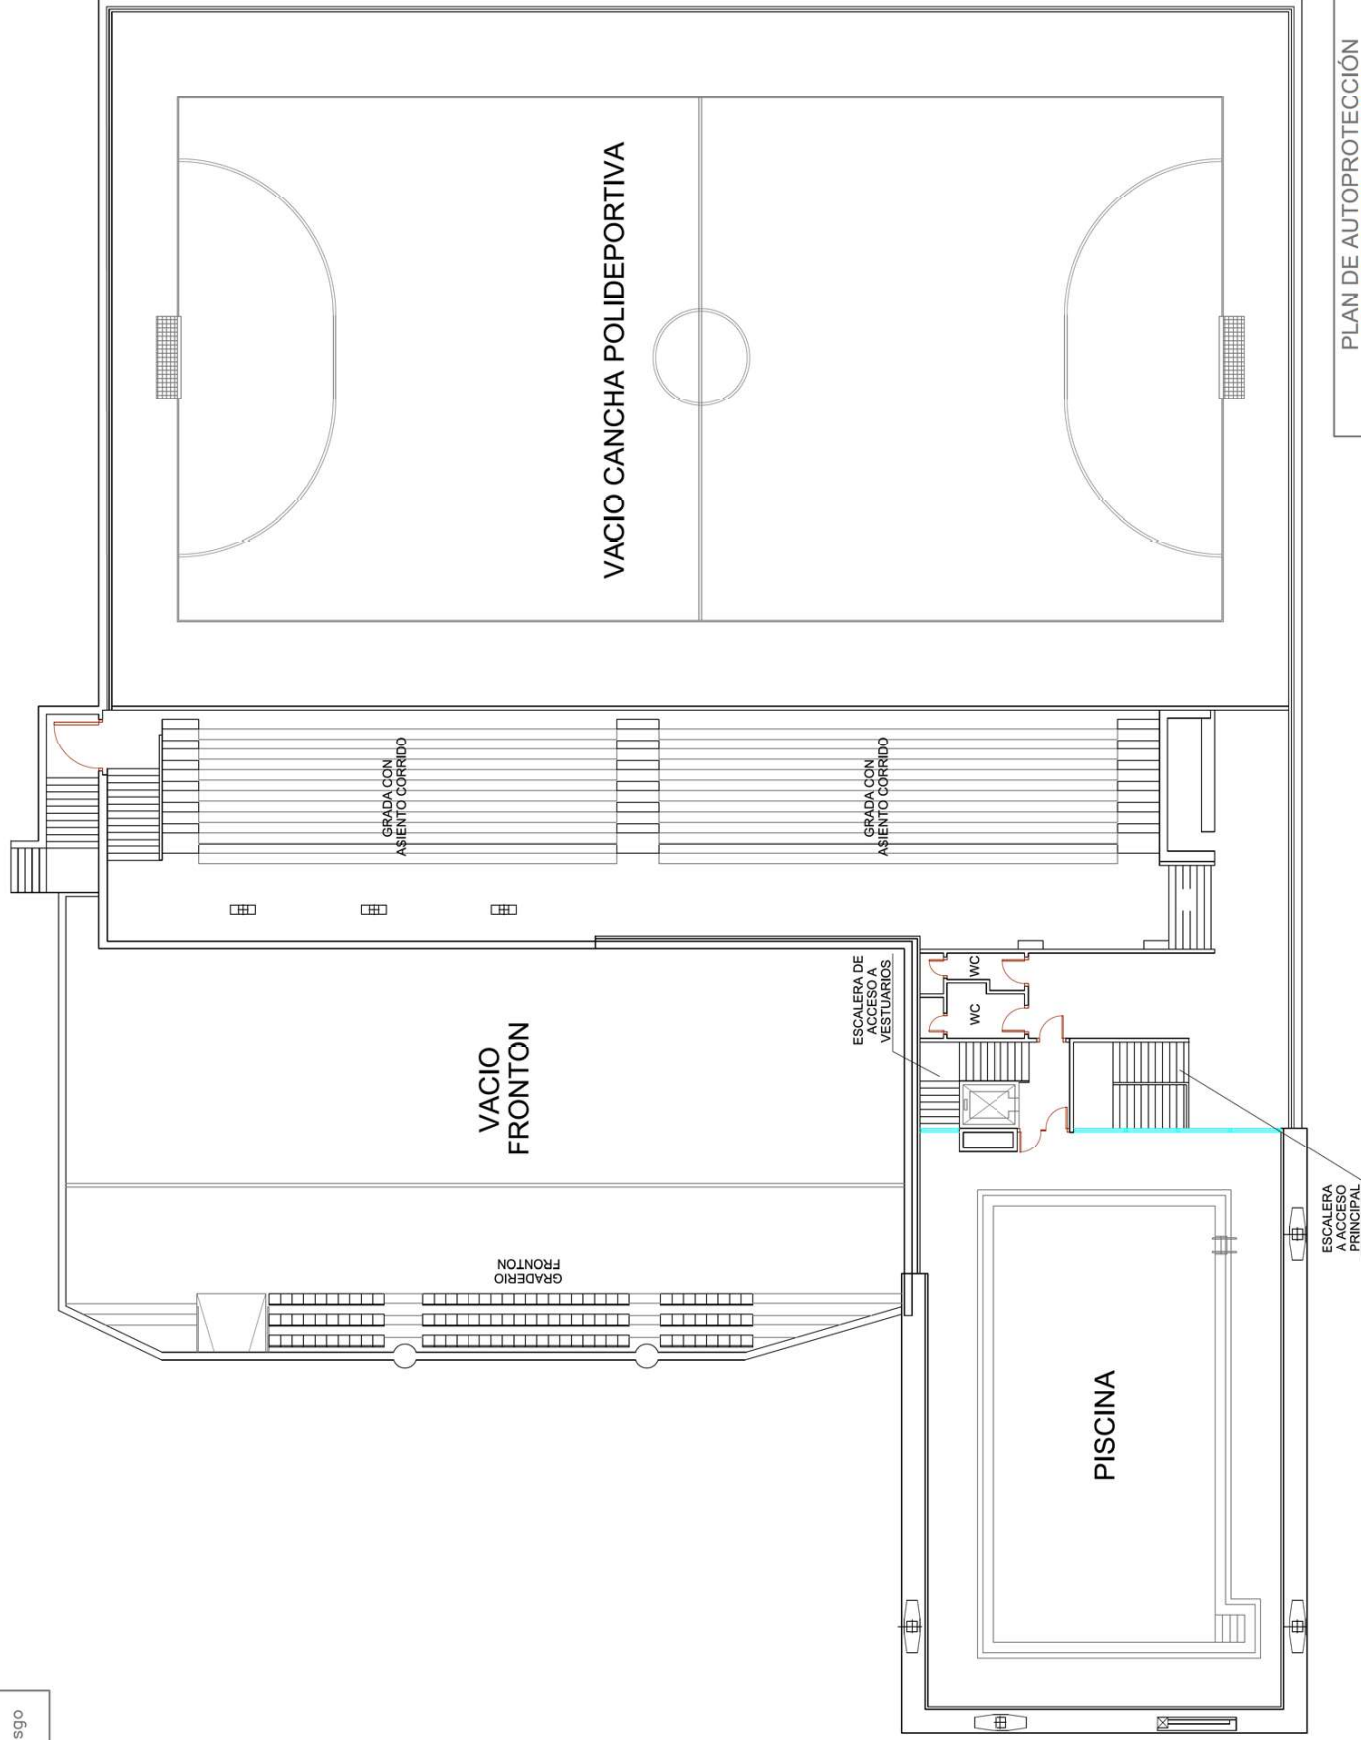 PLAN DE AUTOPROTECCIÓN
VACIO CANCHA POLIDEPORTIVA
GRADA CON
ASIENTO CORRIDO
GRADA CON
ASIENTO CORRIDO
ESCALERA DE
ACCESO A
VESTUARIOS
WC
WC
VACIO
FRONTON
GRADERIO
FRONTON
ESCALERA
A ACCESO
PRINCIPAL
PISCINA
sgo